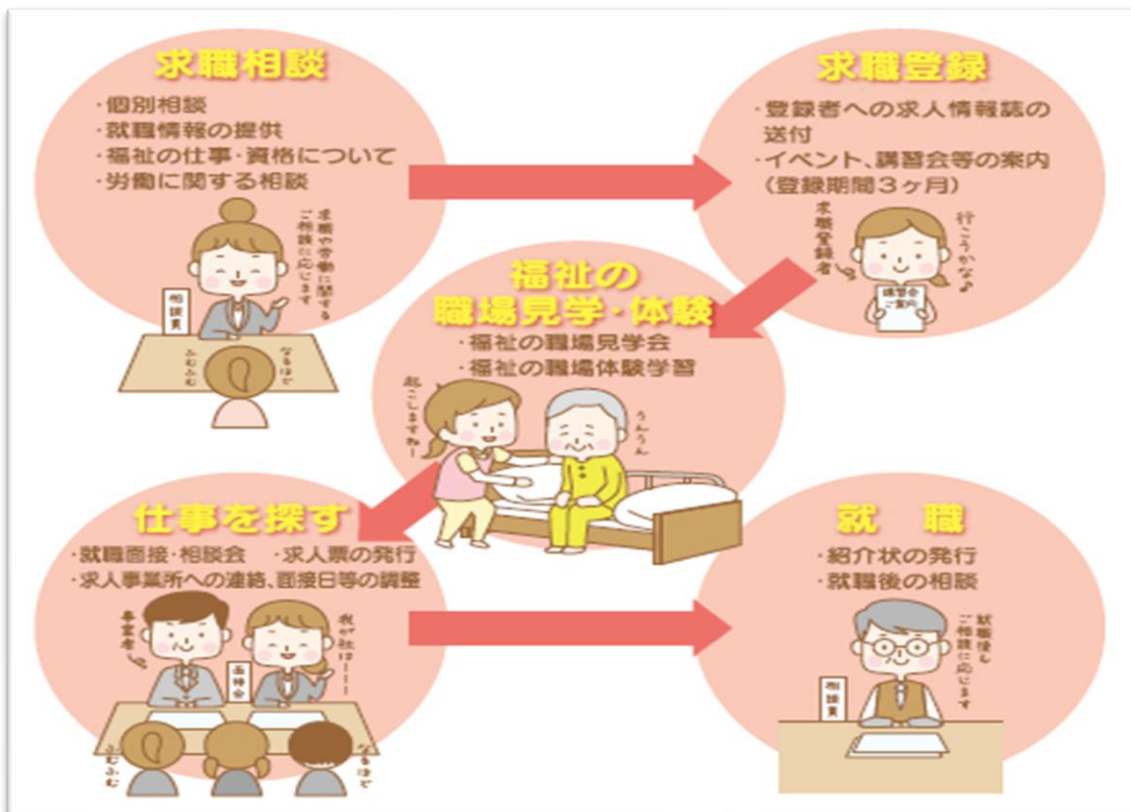 求職相談
・個別相談
・就職情報の提供
・福祉の仕事・資格について
・労働に関する相談
求職や労働に関する
ご相談に応じます
相談員
ふむふむ
なるほど
求職登録
・登録者への求人情報誌の
送付
・イベント、講習会等の案内
(登録期間3ヶ月)
求職登録者
行こうかな♪
講習会
ご案内
福祉の
職場見学・体験
・福祉の職場見学会
・福祉の職場体験学習
起こしますねー
うんうん
仕事を探す
・就職面接・相談会 ・求人票の発行
・求人事業所への連絡、面接日等の調整
事業者
我が社はーーー
面接会
ふむふむ
なるほど
就 職
・紹介状の発行
・就職後の相談
就職後も
ご相談に応じます
相談員